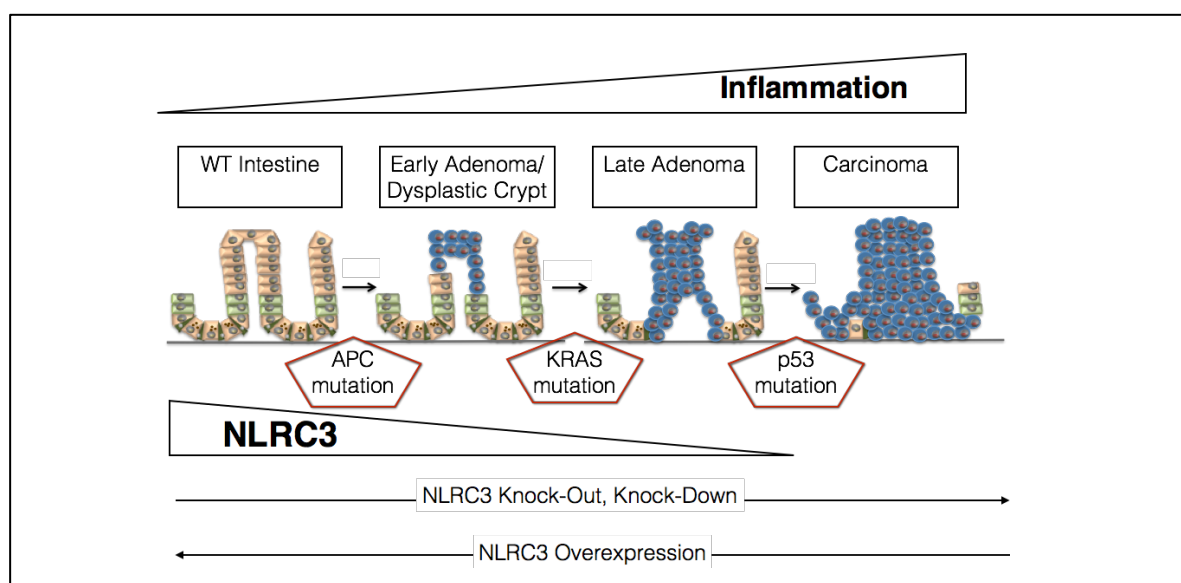 Inflammation
WT Intestine
Early Adenoma/
Dysplastic Crypt
Late Adenoma
Carcinoma
APC
mutation
KRAS
mutation
p53
mutation
NLRC3
NLRC3 Knock-Out, Knock-Down
NLRC3 Overexpression